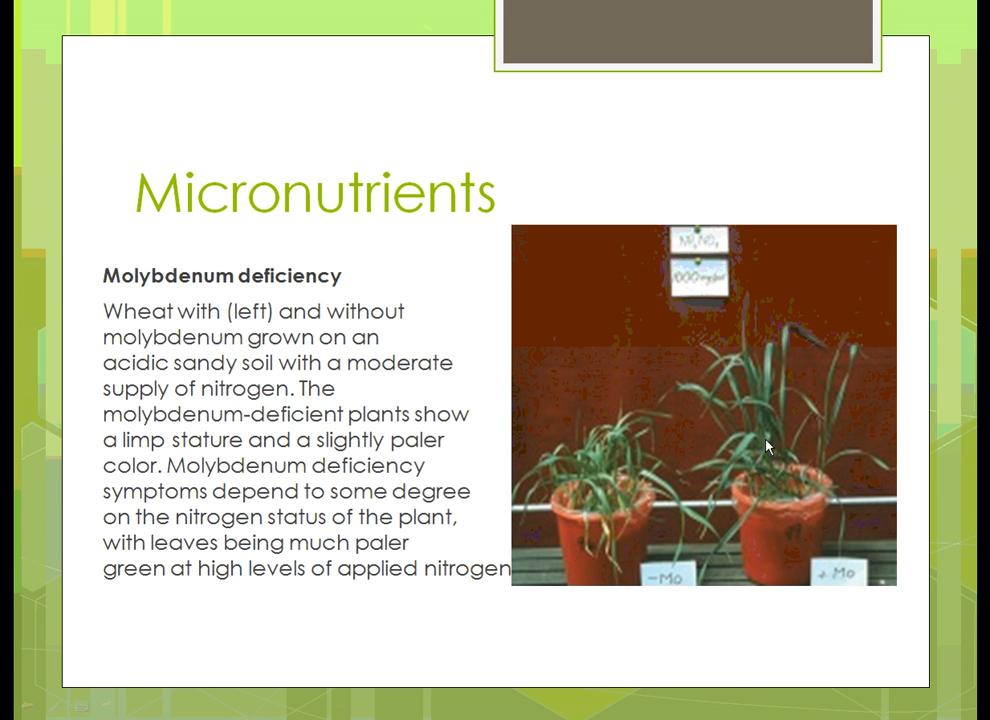 Micronutrients
Molybdenum deficiency
Wheat with (left) and without
molybdenum grown on an
acidic sandy soil with a moderate
supply of nitrogen. The
molybdenum-deficient plants show
a limp stature and a slightly paler
color. Molybdenum deficiency
symptoms depend to some degree
on the nitrogen status of the plant,
with leaves being much paler
green at high levels of applied nitrogen
-Mo
+ Mo